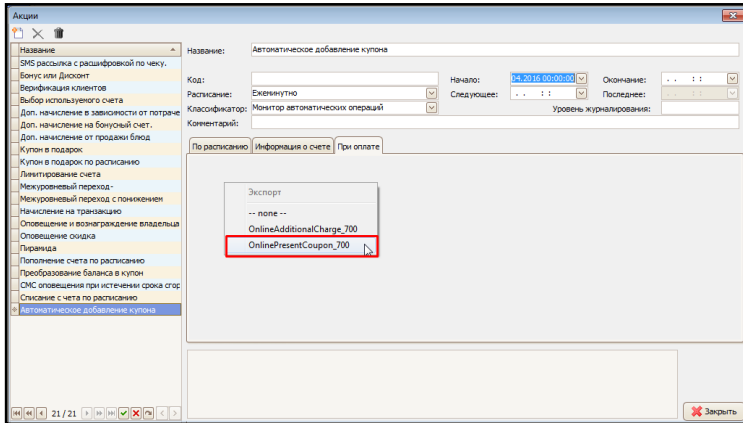 Акции
Название
SMS рассылка с расшифровкой по чеку.
Бонус или Дисконт
Верификация клиентов
Выбор используемого счета
Доп. начисление в зависимости от потраче
Доп. начисление на бонусный счет.
Доп. начисление от продажи блюд
Купон в подарок
Купон в подарок по расписанию
Лимитирование счета
Межуровневый переход-
Межуровневый переход с понижением
Начисление на транзакцию
Оповещение и вознаграждение владельца
Оповещение скидка
Пирамида
Пополнение счета по расписанию
Преобразование баланса в купон
СМС оповещения при истечении срока сгор
Списание с чета по расписанию
Автоматическое добавление купона
21 / 21
Название: Автоматическое добавление купона
Код: Начало: 04.2016 00:00:00 Окончание: . . : :
Расписание: Ежеминутно Следующее: . . : : Последнее: . . : :
Классификатор: Монитор автоматических операций Уровень журналирования:
Комментарий:
По расписанию Информация о счете При оплате
Экспорт
-- none --
OnlineAdditionalCharge_700
OnlinePresentCoupon_700
Закрыть